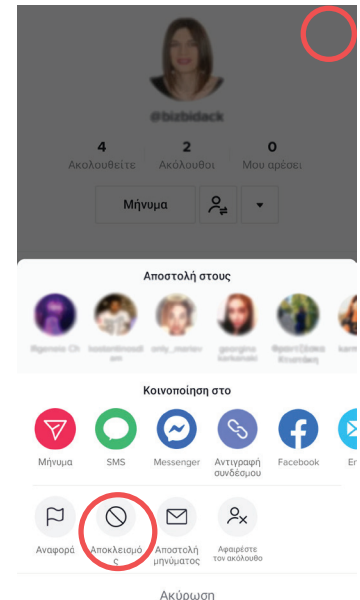 @bizbidack
4 2 0
Ακολουθείτε Ακόλουθοι Μου αρέσει
Μήνυμα
Αποστολή στους
Κοινοποίηση στο
Μήνυμα SMS Messenger Αντιγραφή Facebook Em
συνδέσμου
Αναφορά Αποκλεισμό Αποστολή Αφαιρέστε
ς μηνύματος τον ακόλουθο
Ακύρωση